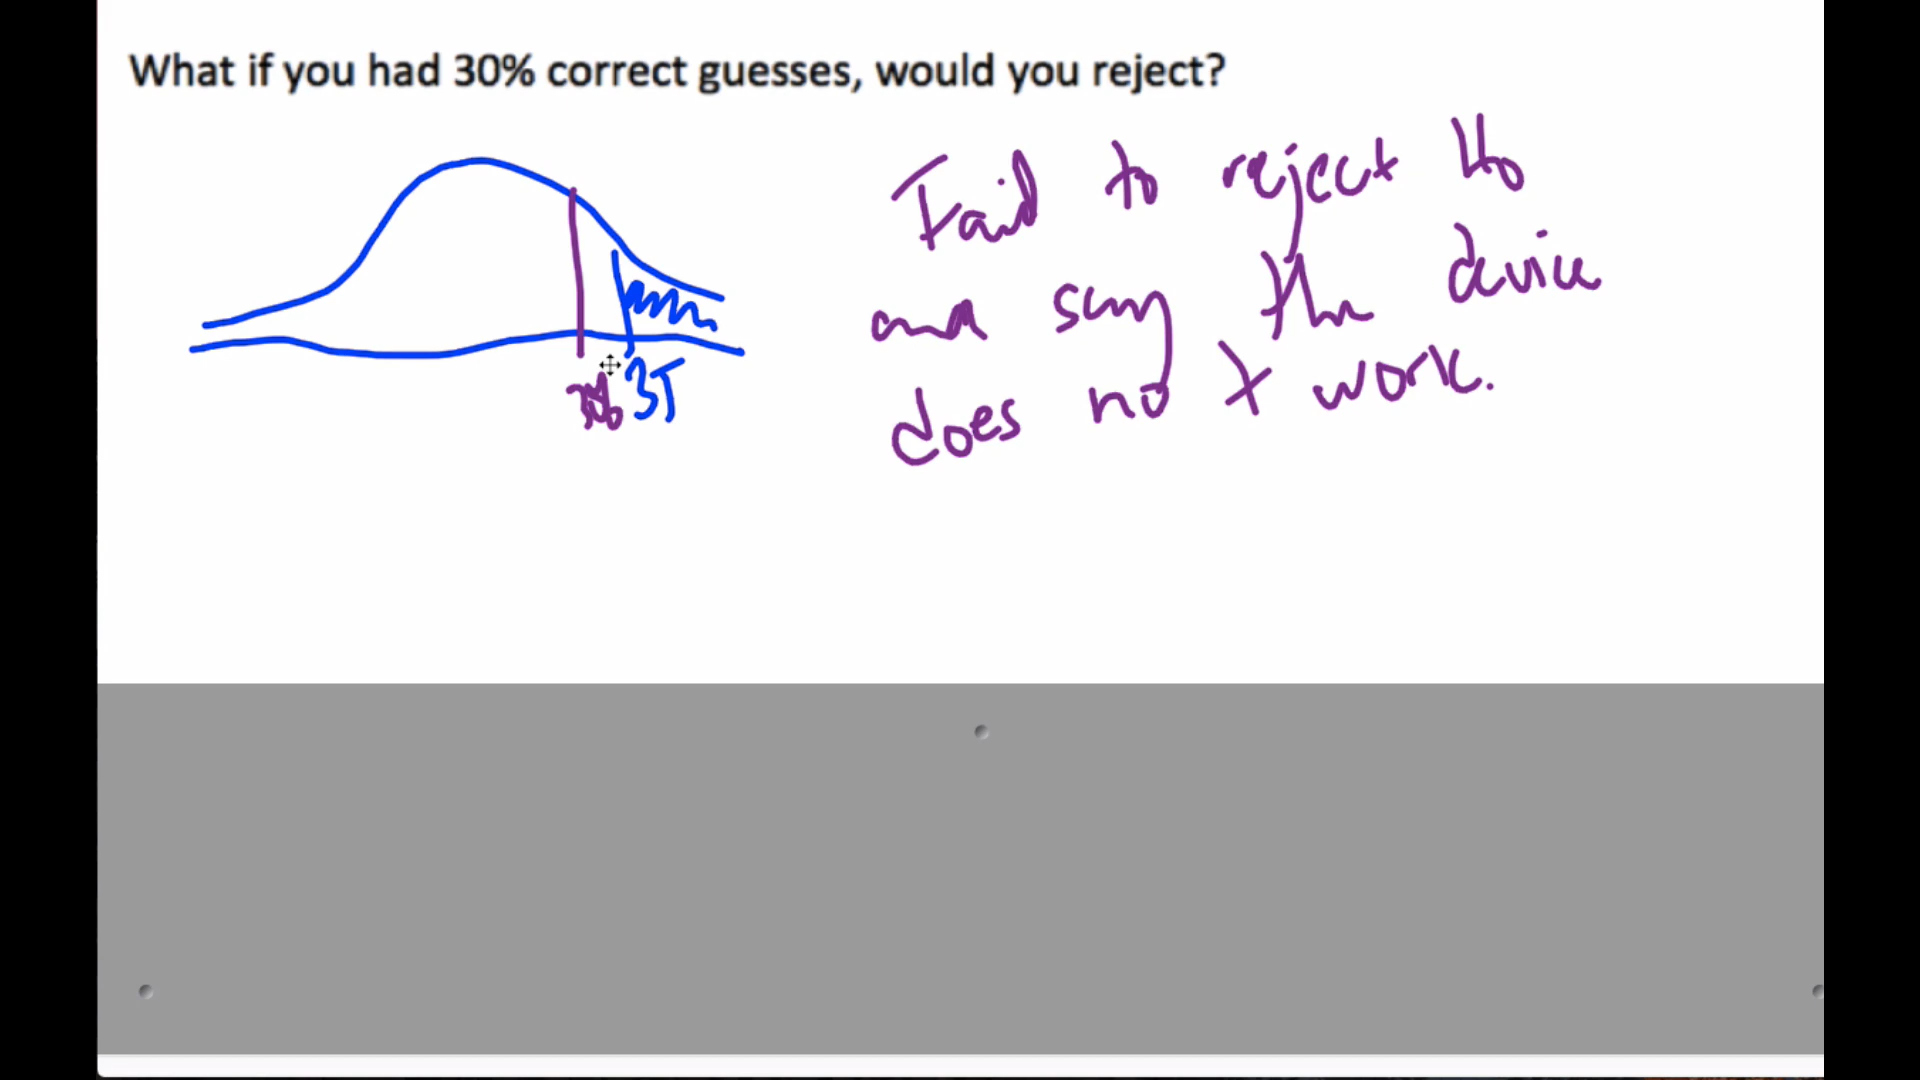 What if you had 30% correct guesses, would you reject?
Fail to reject Ho
and say the device
does not work.
30% 35